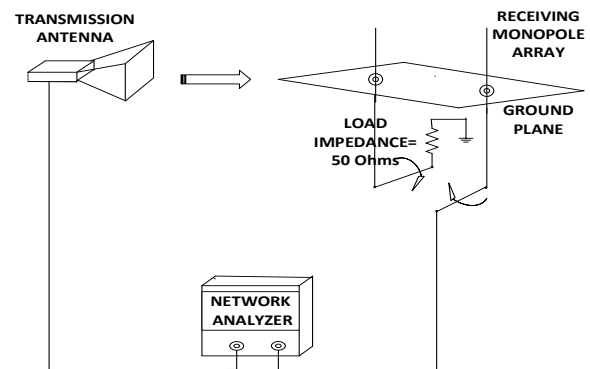 TRANSMISSION
ANTENNA
RECEIVING
MONOPOLE
ARRAY
GROUND
PLANE
LOAD
IMPEDANCE=
50 Ohms
NETWORK
ANALYZER